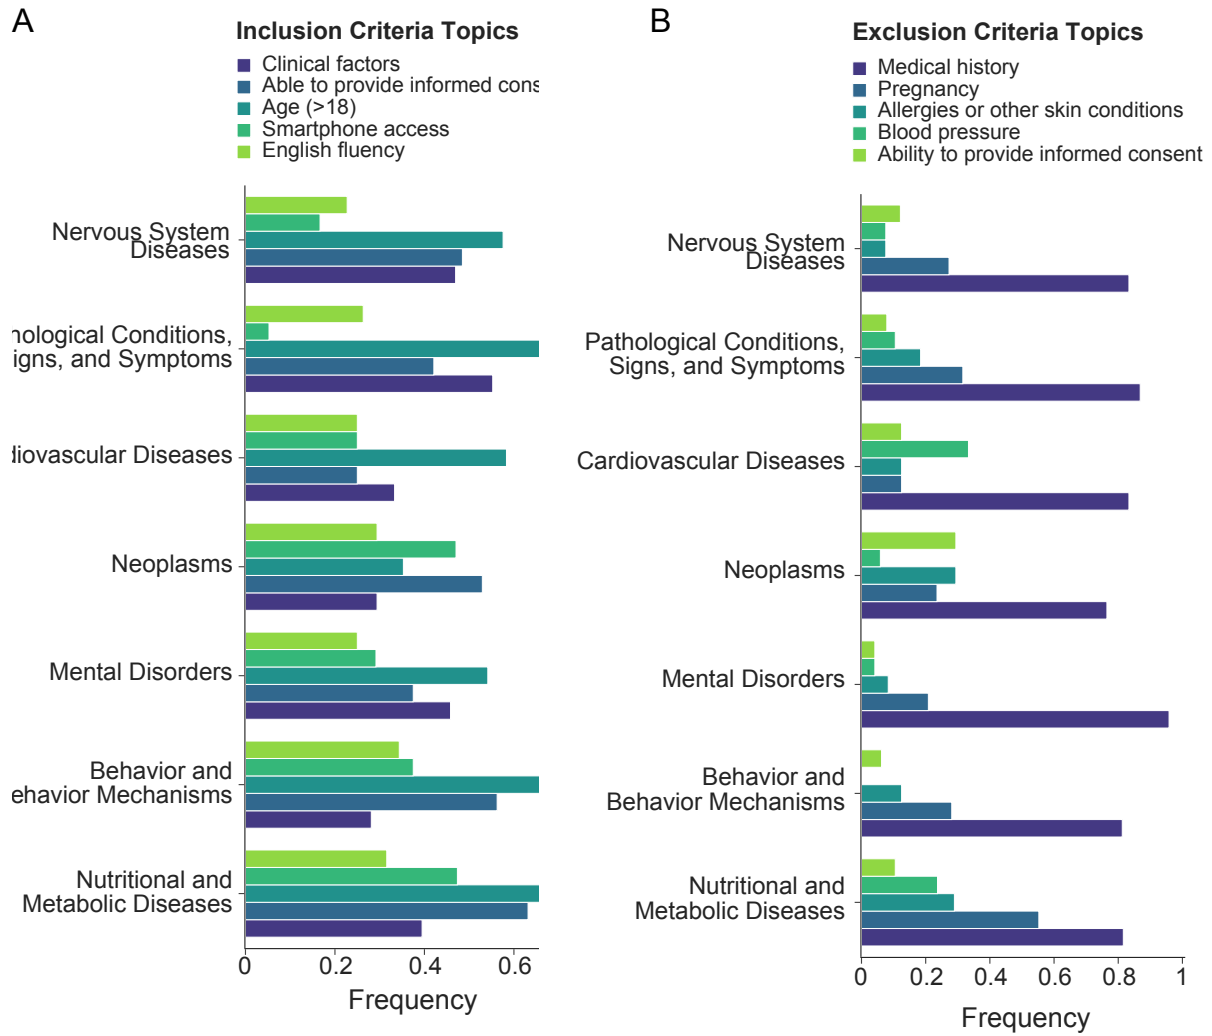 A
Inclusion Criteria Topics
Clinical factors
Able to provide informed cons
Age (>18)
Smartphone access
English fluency
Nervous System
Diseases
hological Conditions,
igns, and Symptoms
diovascular Diseases
Neoplasms
Mental Disorders
Behavior and
ehavior Mechanisms
Nutritional and
Metabolic Diseases
0 0.2 0.4 0.6
Frequency
B
Exclusion Criteria Topics
Medical history
Pregnancy
Allergies or other skin conditions
Blood pressure
Ability to provide informed consent
Nervous System
Diseases
Pathological Conditions,
Signs, and Symptoms
Cardiovascular Diseases
Neoplasms
Mental Disorders
Behavior and
Behavior Mechanisms
Nutritional and
Metabolic Diseases
0 0.2 0.4 0.6 0.8 1
Frequency